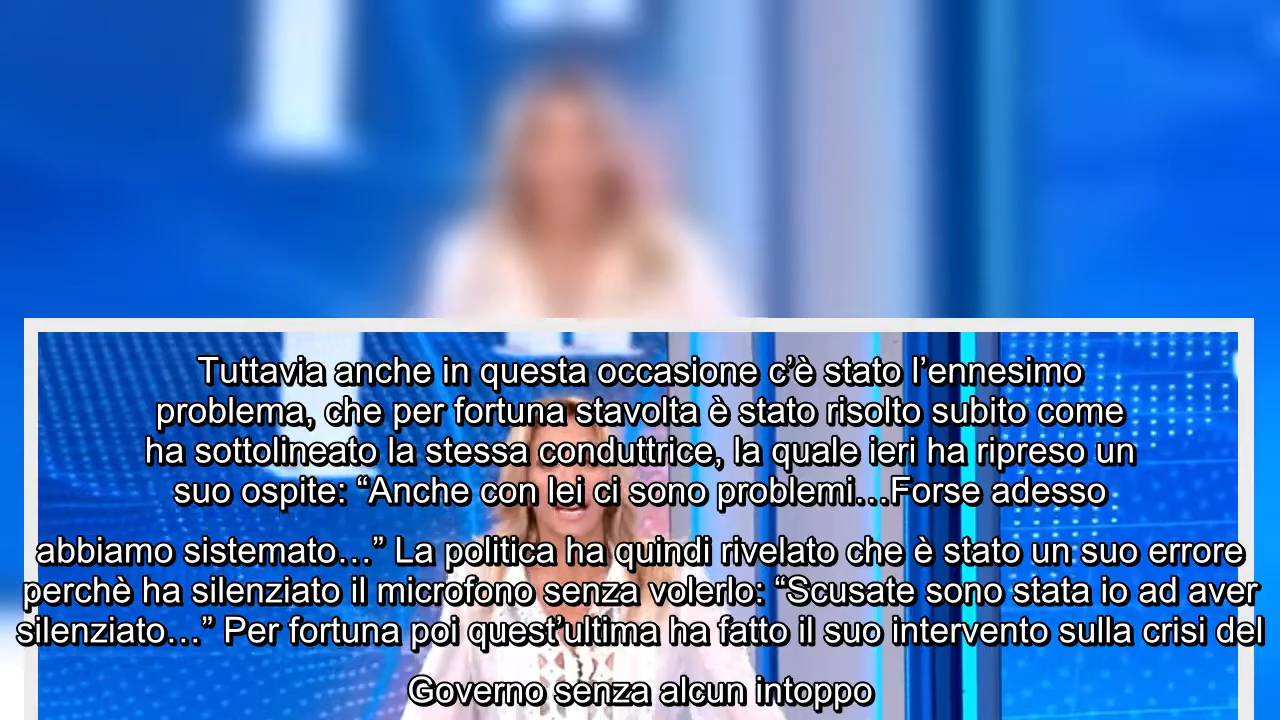 Tuttavia anche in questa occasione c’è stato l’ennesimo
problema, che per fortuna stavolta è stato risolto subito come
ha sottolineato la stessa conduttrice, la quale ieri ha ripreso un
suo ospite: “Anche con lei ci sono problemi…Forse adesso
abbiamo sistemato…” La politica ha quindi rivelato che è stato un suo errore
perchè ha silenziato il microfono senza volerlo: “Scusate sono stata io ad aver
silenziato…” Per fortuna poi quest’ultima ha fatto il suo intervento sulla crisi del
Governo senza alcun intoppo